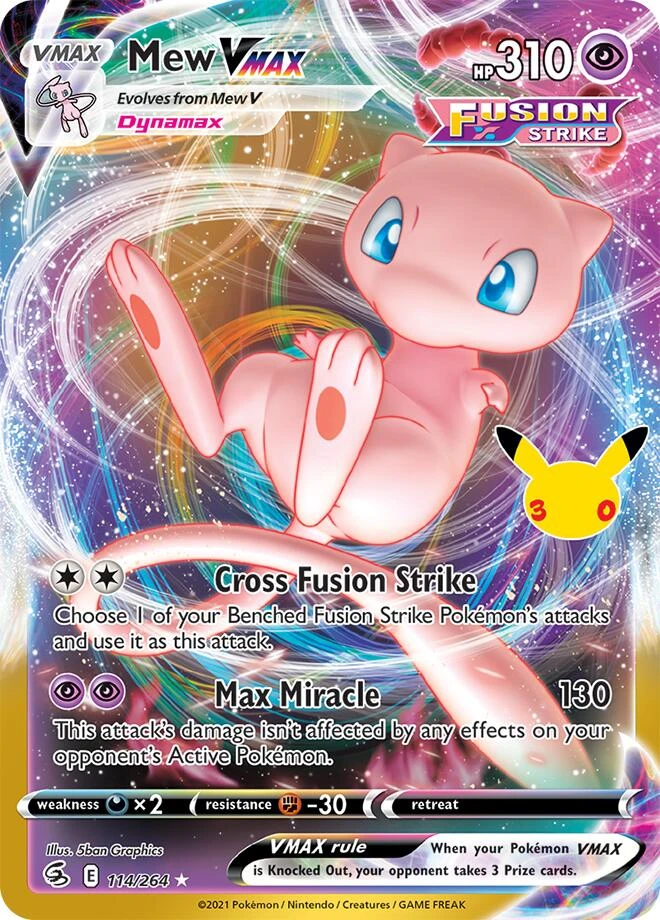 VMAX
Mew VMAX
HP 310
Evolves from Mew V
Dynamax
FUSION
STRIKE
30
Cross Fusion Strike
Choose 1 of your Benched Fusion Strike Pokémon's attacks
and use it as this attack.
Max Miracle 130
This attack's damage isn't affected by any effects on your
opponent's Active Pokémon.
weakness ×2 resistance -30 retreat
Illus. 5ban Graphics
E 114/264 ★
VMAX rule When your Pokémon VMAX
is Knocked Out, your opponent takes 3 Prize cards.
©2021 Pokémon / Nintendo / Creatures / GAME FREAK